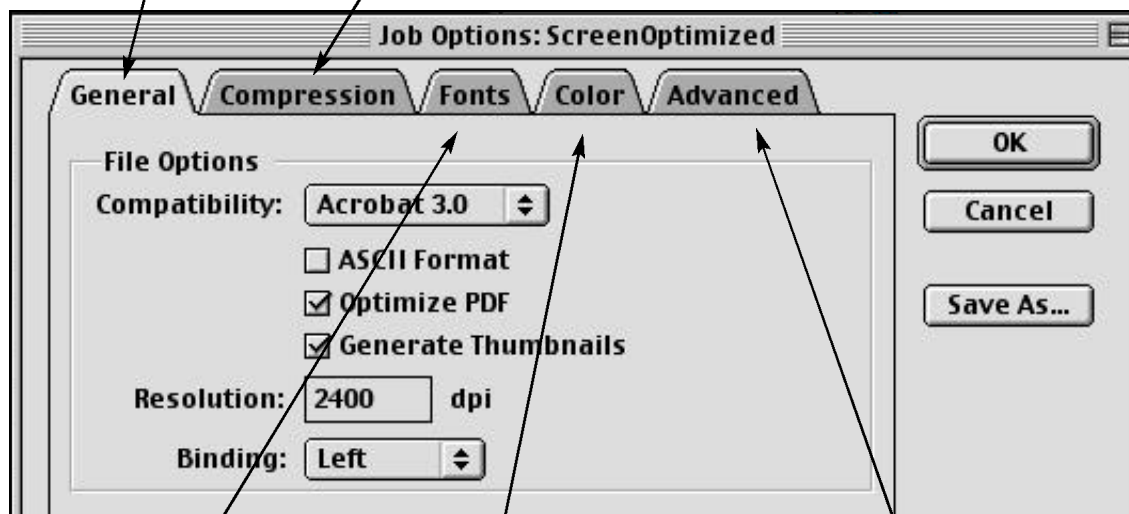 Job Options: ScreenOptimized
General Compression Fonts Color Advanced
File Options
Compatibility: Acrobat 3.0
ASCII Format
Optimize PDF
Generate Thumbnails
Resolution: 2400 dpi
Binding: Left
OK
Cancel
Save As...